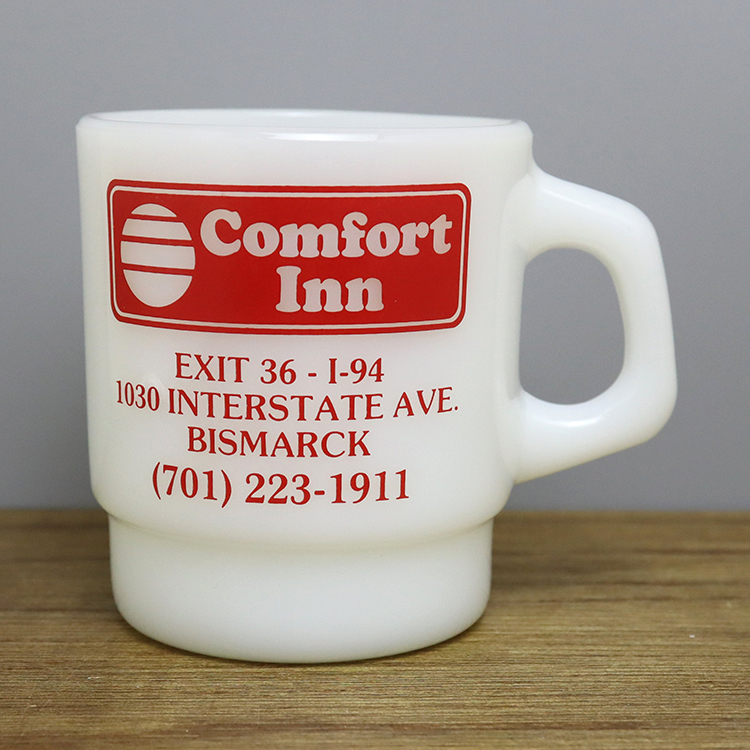 Comfort
Inn
EXIT 36 - I-94
1030 INTERSTATE AVE.
BISMARCK
(701) 223-1911